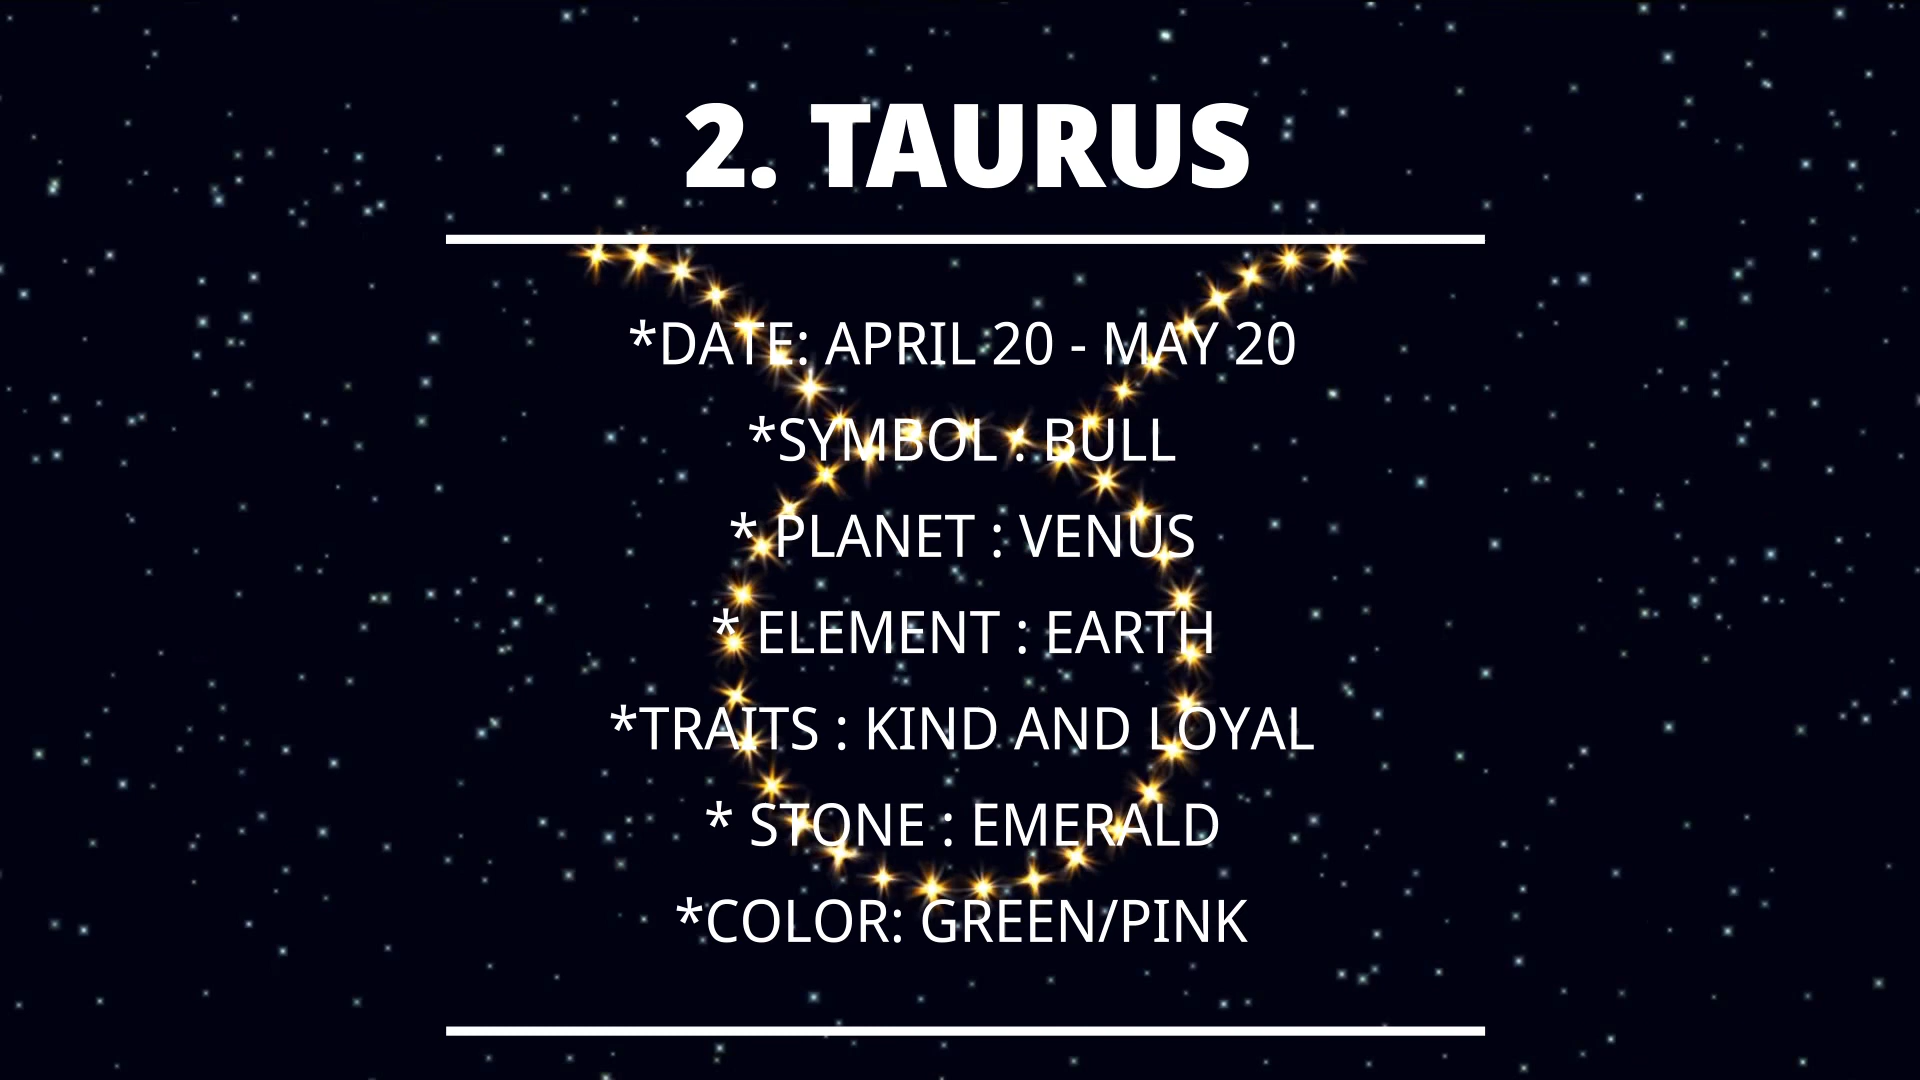 2. TAURUS
*DATE: APRIL 20 - MAY 20
*SYMBOL : BULL
* PLANET : VENUS
* ELEMENT : EARTH
*TRAITS : KIND AND LOYAL
* STONE : EMERALD
*COLOR: GREEN/PINK